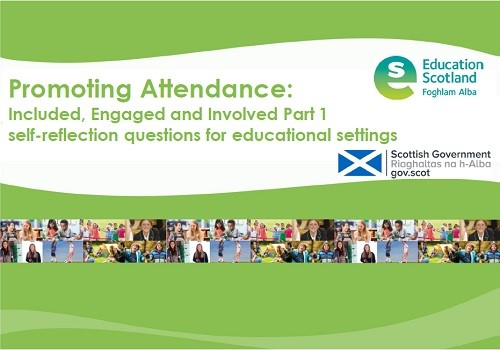 Promoting Attendance:
Included, Engaged and Involved Part 1
self-reflection questions for educational settings
Education
Scotland
Foghlam Alba
Scottish Government
Riaghaltas na h-Alba
gov.scot